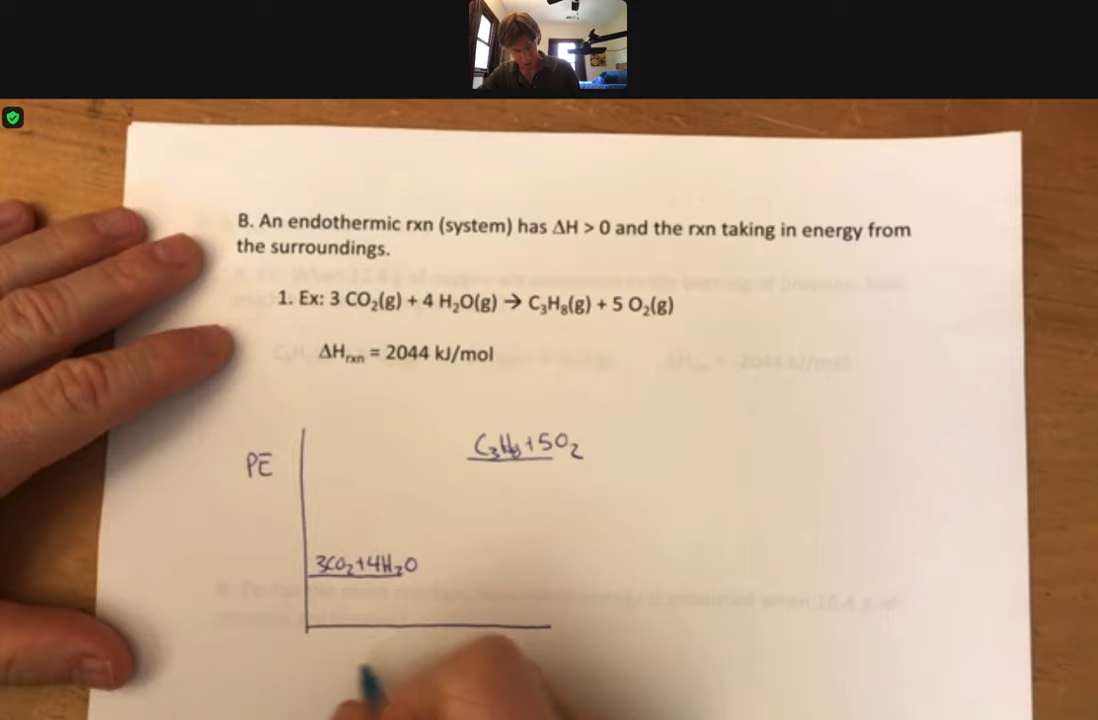 B. An endothermic rxn (system) has ΔH > 0 and the rxn taking in energy from
the surroundings.
1. Ex: 3 CO₂(g) + 4 H₂O(g) → C₃H₈(g) + 5 O₂(g)
ΔHᵣₓₙ = 2044 kJ/mol
PE
C₃H₈+5O₂
3CO₂+4H₂O